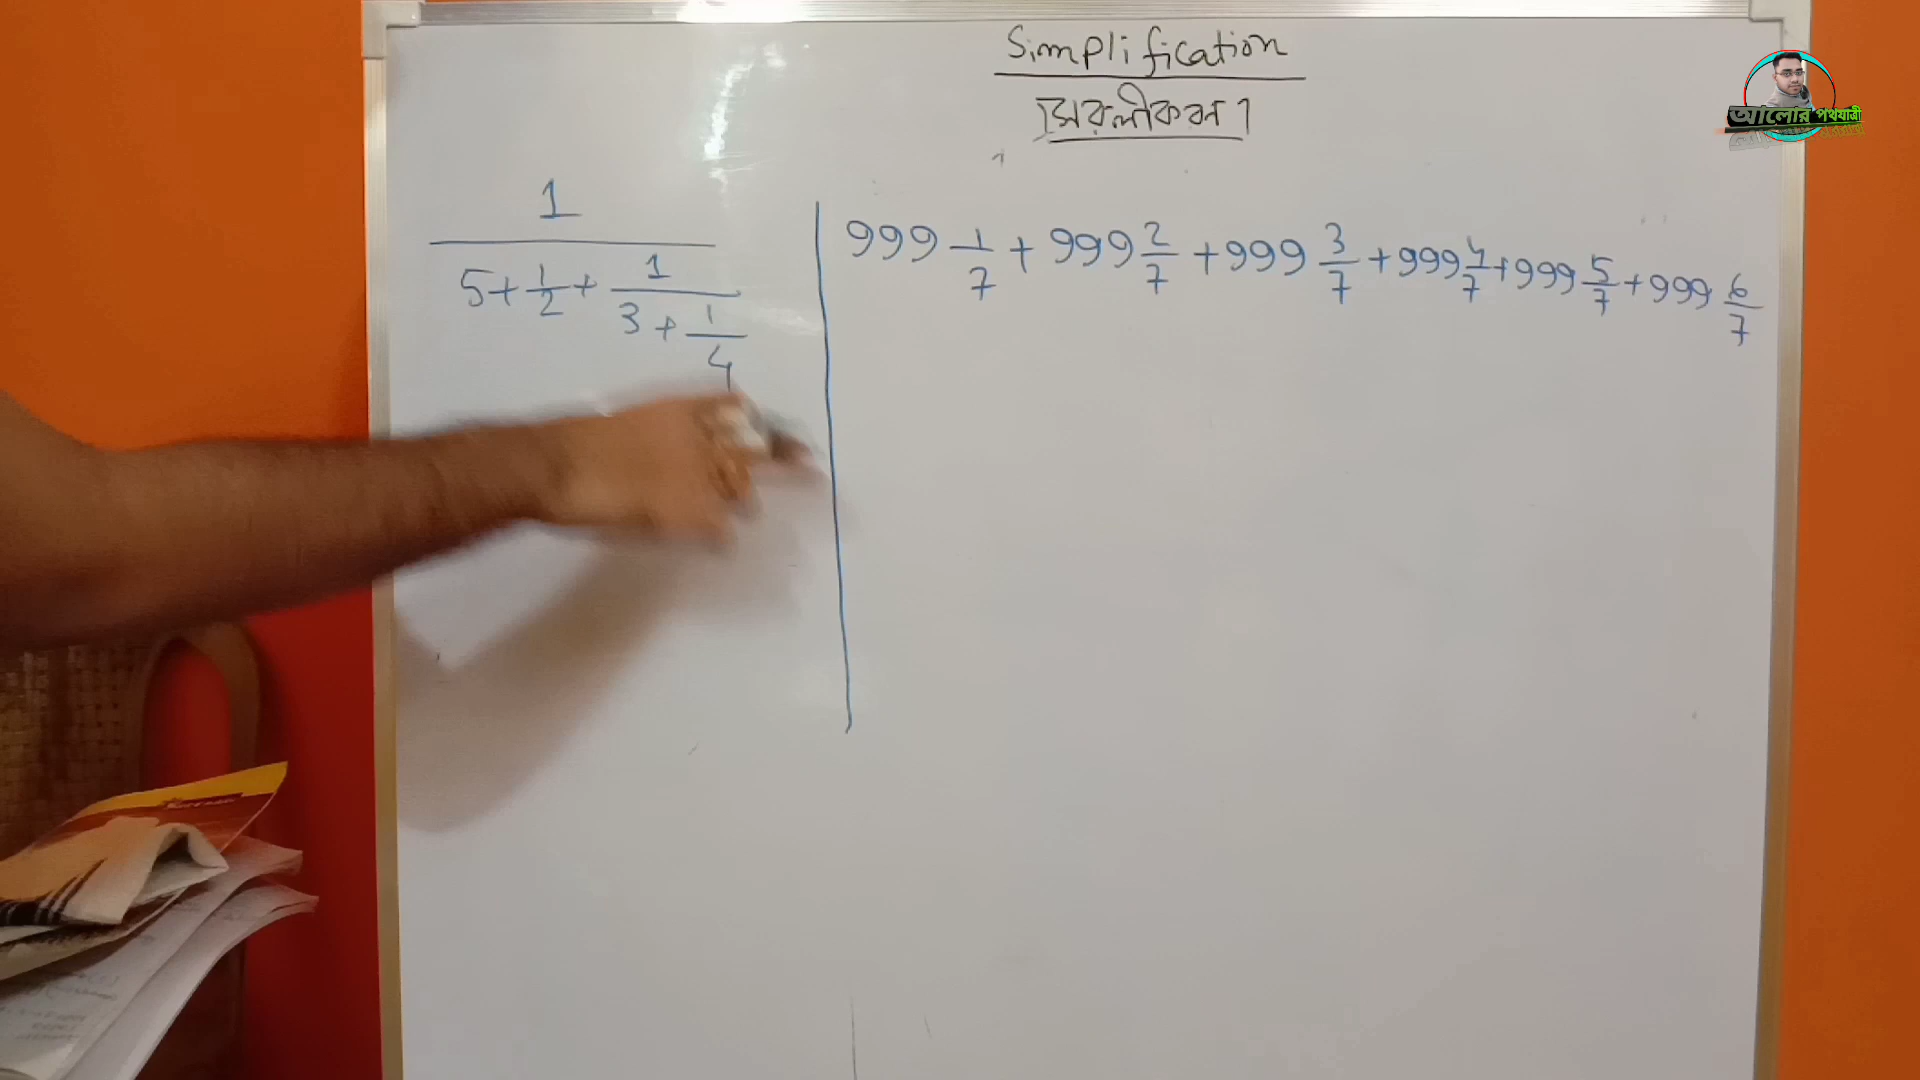 Simplification
সরলীকরণ
1
5+1/2+1
3+1/4
999 1/7 + 999 2/7 + 999 3/7 + 999 4/7 + 999 5/7 + 999 6/7
আলোর পথযাত্রী